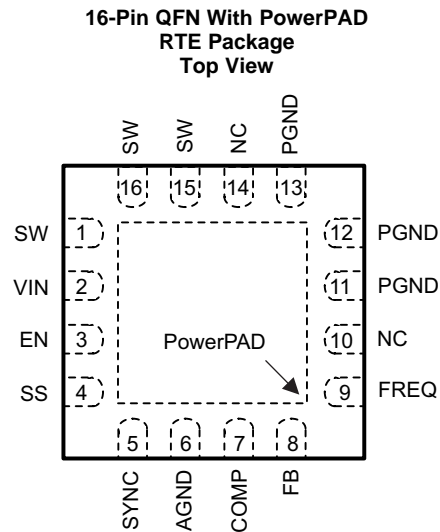 16-Pin QFN With PowerPAD
RTE Package
Top View
SW
SW
NC
PGND
16
15
14
13
SW 1
12 PGND
VIN 2
11 PGND
EN 3
10 NC
PowerPAD
SS 4
9 FREQ
5
6
7
8
SYNC
AGND
COMP
FB